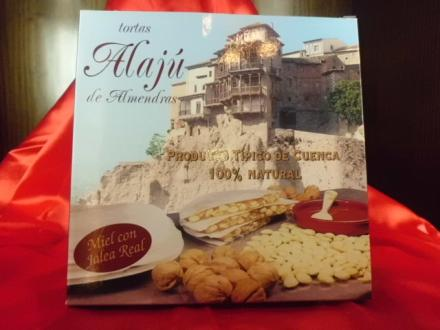 tortas
Alajú
de Almendras
PRODUCTO TÍPICO DE CUENCA
100% NATURAL
Miel con
Jalea Real